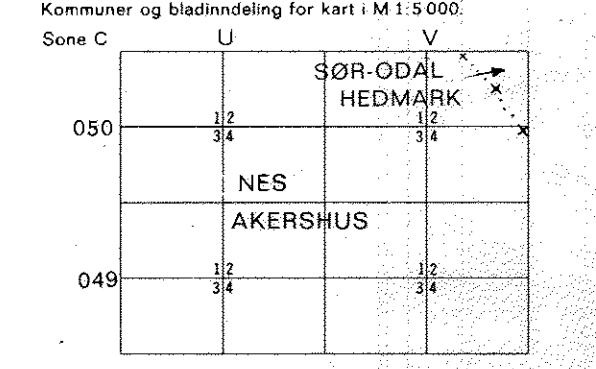 Kommuner og bladinndeling for kart i M 1:5 000.
Sone C U V
SØR-ODAL
HEDMARK
050 1 2 1 2
3 4 3 4
NES
AKERSHUS
049 1 2 1 2
3 4 3 4